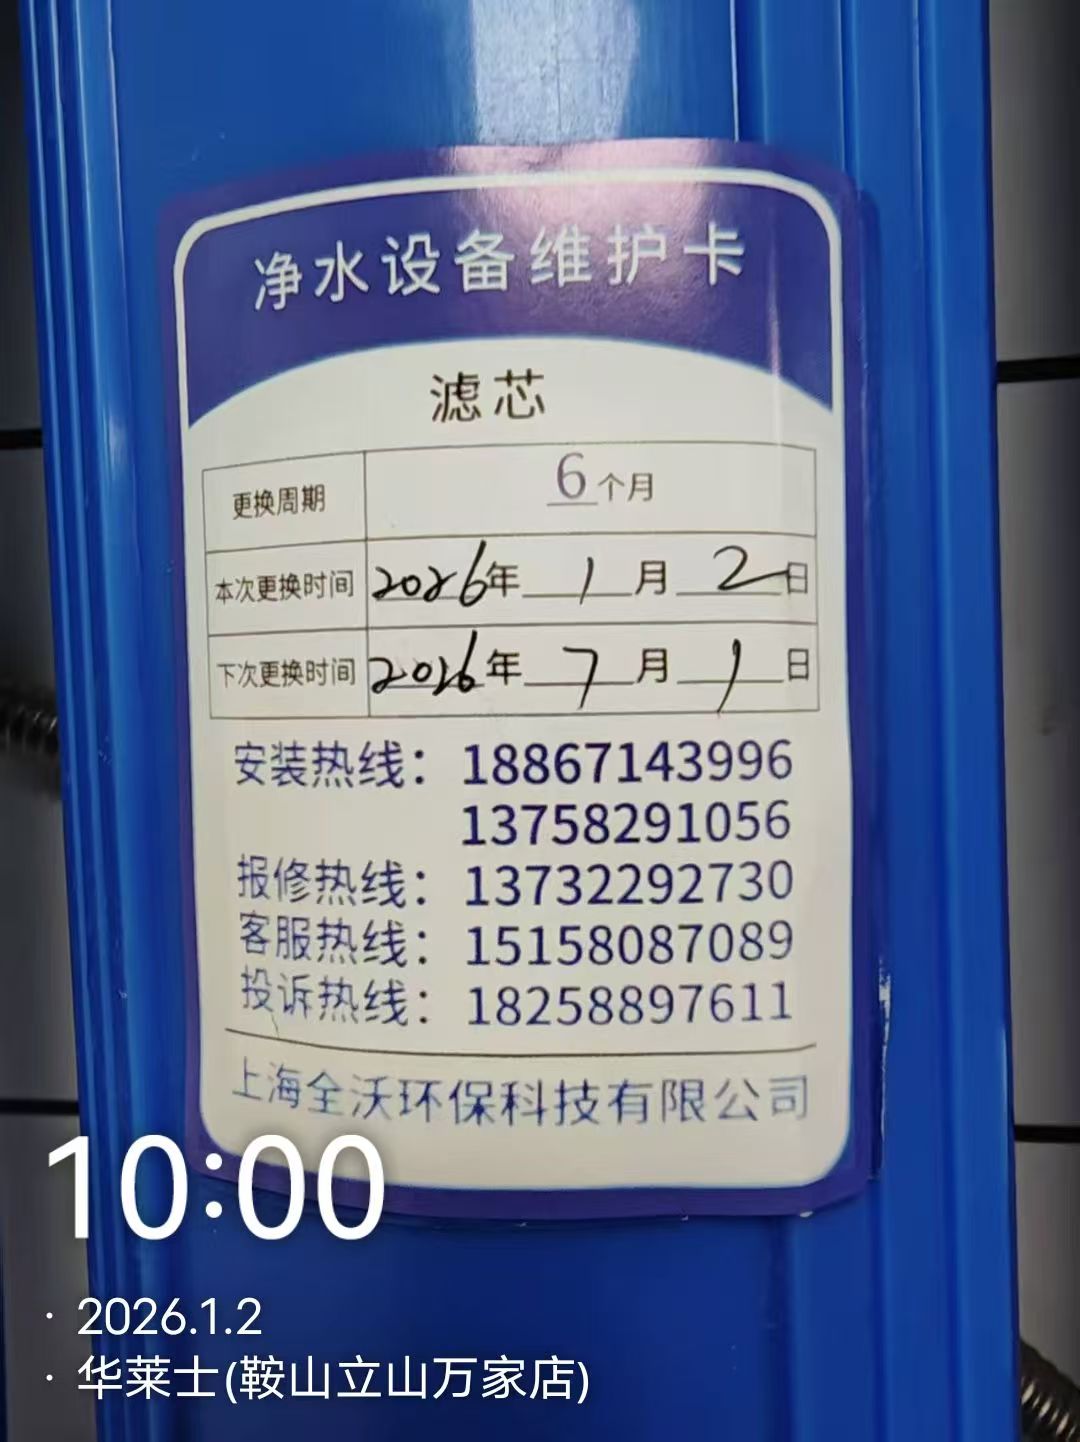 净水设备维护卡
滤芯
更换周期 6个月
本次更换时间 2026年1月2日
下次更换时间 2026年7月1日
安装热线：18867143996
13758291056
报修热线：13732292730
客服热线：15158087089
投诉热线：18258897611
上海全沃环保科技有限公司
10:00
· 2026.1.2
· 华莱士(鞍山立山万家店)